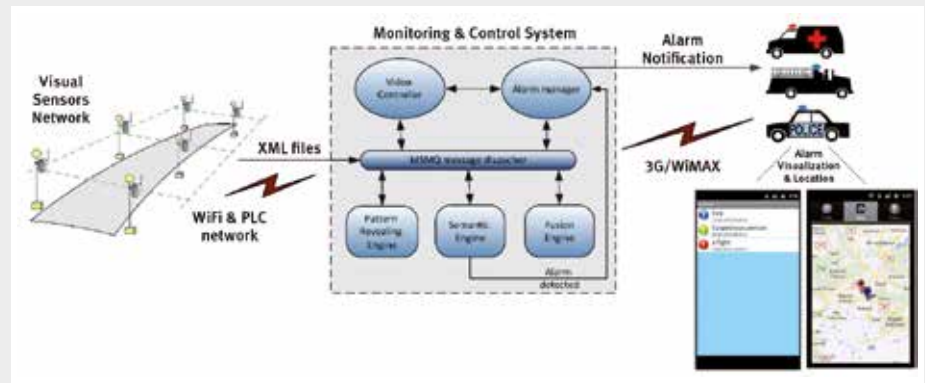 Monitoring & Control System
Visual
Sensors
Network
XML files
WiFi & PLC
network
Video
Controller
Alarm manager
MSMQ message dispacher
Pattern
Revealing
Engine
Semantic
Engine
Fusion
Engine
Alarm
detected
Alarm
Notification
3G/WiMAX
POLICE
Alarm
Visualization
& Location